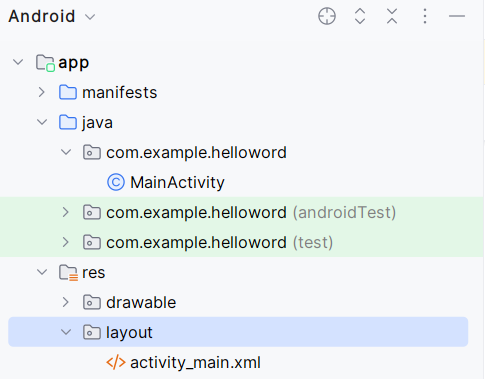 Android
app
manifests
java
com.example.helloword
MainActivity
com.example.helloword (androidTest)
com.example.helloword (test)
res
drawable
layout
activity_main.xml